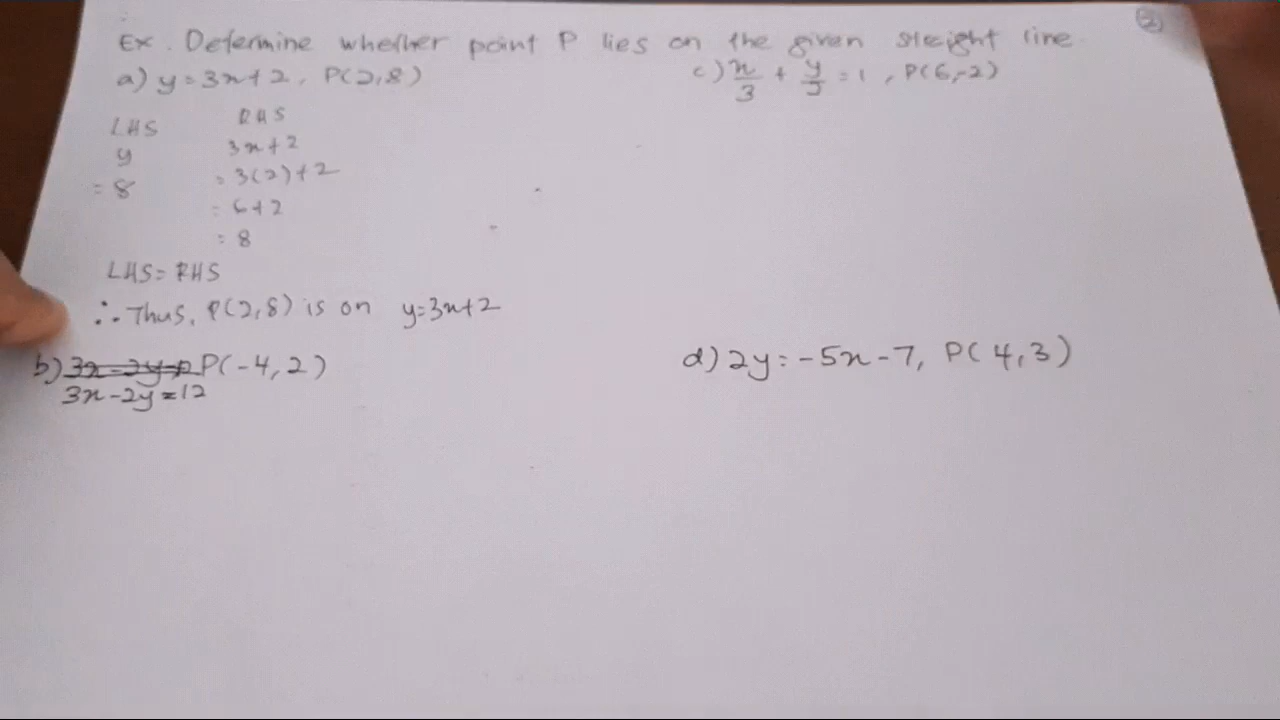 ②
Ex. Determine whether point P lies on the given streight line
a) y = 3x + 2, P(2,8)
LHS
y
= 8
RHS
3x + 2
= 3(2) + 2
= 6 + 2
= 8
LHS = RHS
∴ Thus, P(2,8) is on y = 3x + 2
b) P(-4, 2)
3x - 2y = 12
c) x/3 + y/ = 1, P(6,-2)
d) 2y = -5x - 7, P(4,3)